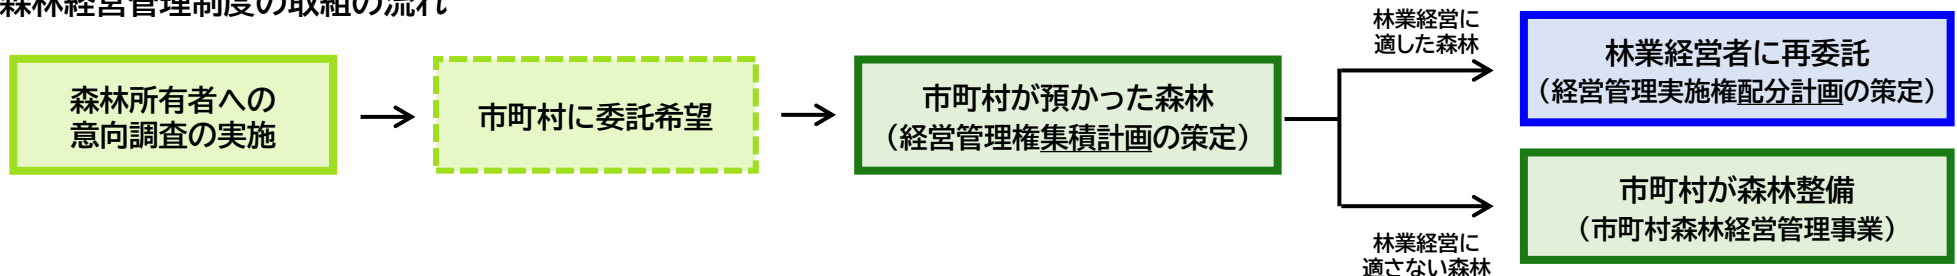 森林経営管理制度の取組の流れ
森林所有者への
意向調査の実施
市町村に委託希望
市町村が預かった森林
（経営管理権集積計画の策定）
林業経営に
適した森林
林業経営者に再委託
（経営管理実施権配分計画の策定）
林業経営に
適さない森林
市町村が森林整備
（市町村森林経営管理事業）